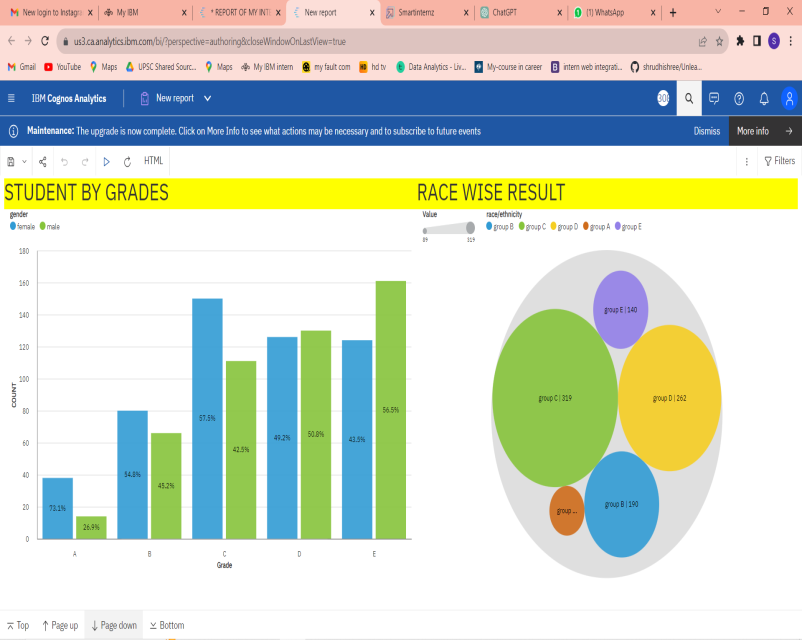 New login to Instagra
My IBM
* REPORT OF MY INTE
New report
Smartinternz
ChatGPT
(1) WhatsApp
us3.ca.analytics.ibm.com/bi/?perspective=authoring&closeWindowOnLastView=true
S
Gmail
YouTube
Maps
UPSC Shared Sourc...
Maps
My IBM intern
my fault com
HD hd tv
Data Analytics - Liv...
My-course in career
B intern web integrati...
shrudhishree/Unlea...
IBM Cognos Analytics
New report
Maintenance: The upgrade is now complete. Click on More Info to see what actions may be necessary and to subscribe to future events
Dismiss
More info
HTML
Filters
STUDENT BY GRADES
RACE WISE RESULT
gender
female male
180
160
140
120
100
80
60
40
20
0
COUNT
73.1%
26.9%
54.8%
45.2%
57.5%
42.5%
49.2%
50.8%
43.5%
56.5%
A B C D E
Grade
Value
89 319
race/ethnicity
group B group C group D group A group E
group E | 140
group C | 319
group D | 262
group B | 190
group ...
Top
Page up
Page down
Bottom